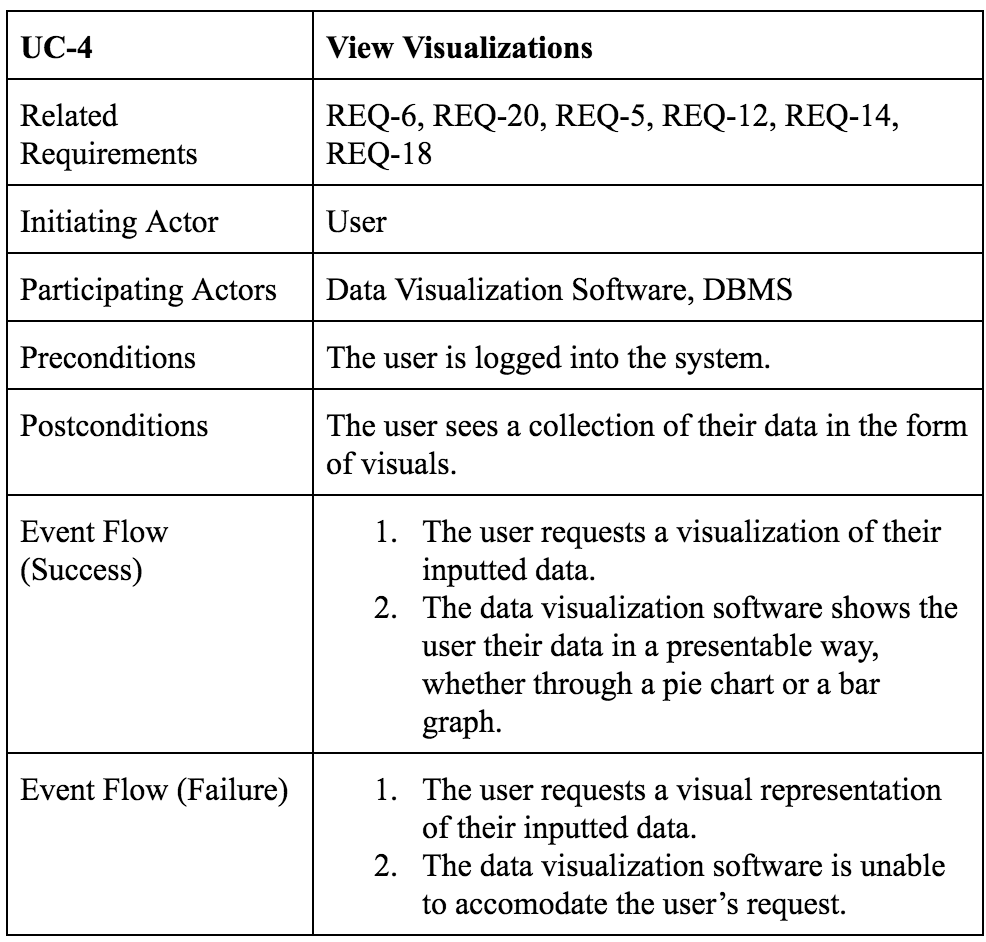 UC-4
View Visualizations
Related
Requirements
REQ-6, REQ-20, REQ-5, REQ-12, REQ-14,
REQ-18
Initiating Actor
User
Participating Actors
Data Visualization Software, DBMS
Preconditions
The user is logged into the system.
Postconditions
The user sees a collection of their data in the form
of visuals.
Event Flow
(Success)
1. The user requests a visualization of their
inputted data.
2. The data visualization software shows the
user their data in a presentable way,
whether through a pie chart or a bar
graph.
Event Flow (Failure)
1. The user requests a visual representation
of their inputted data.
2. The data visualization software is unable
to accomodate the user’s request.